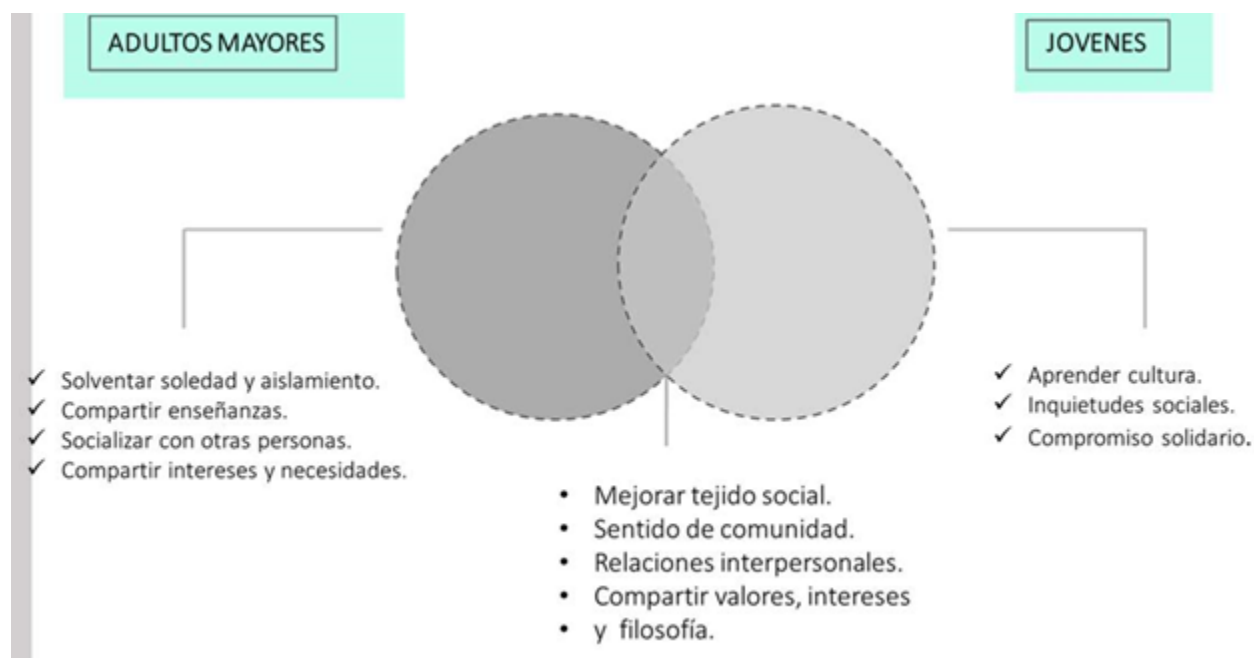 ADULTOS MAYORES
JOVENES
✓ Solventar soledad y aislamiento.
✓ Compartir enseñanzas.
✓ Socializar con otras personas.
✓ Compartir intereses y necesidades.
✓ Aprender cultura.
✓ Inquietudes sociales.
✓ Compromiso solidario.
• Mejorar tejido social.
• Sentido de comunidad.
• Relaciones interpersonales.
• Compartir valores, intereses
• y filosofía.